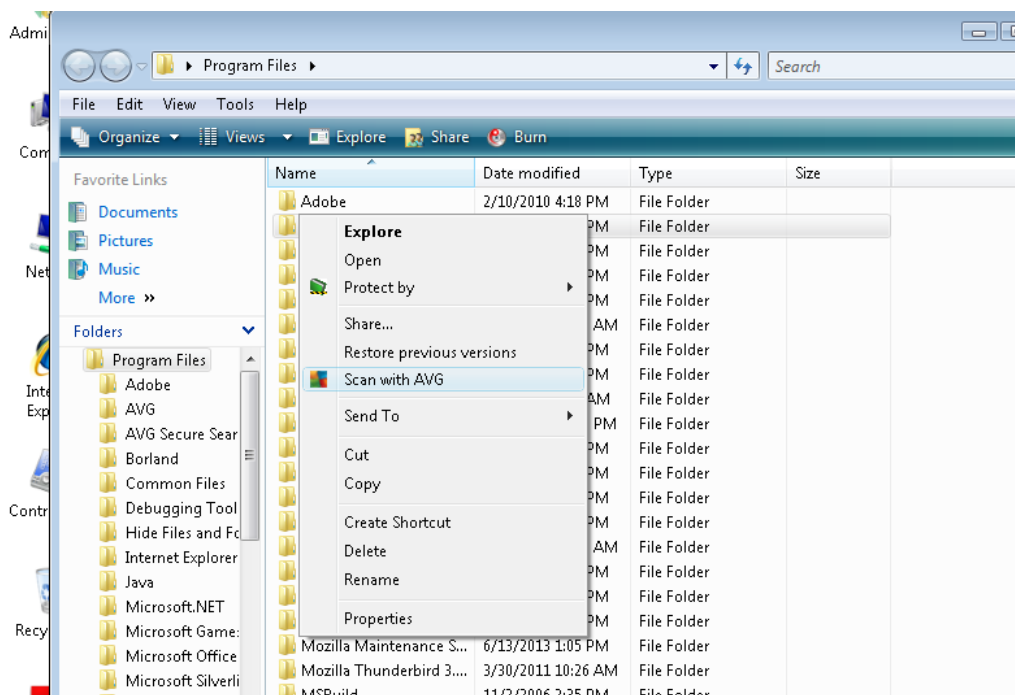 Admi
Program Files
Search
File Edit View Tools Help
Organize Views Explore Share Burn
Com
Favorite Links
Documents
Pictures
Music
More »
Net
Folders
Program Files
Adobe
AVG
AVG Secure Sear
Borland
Common Files
Debugging Tool
Hide Files and Fo
Internet Explorer
Java
Microsoft.NET
Microsoft Game
Microsoft Office
Microsoft Silverli
Inte
Exp
Contr
Recy
Name Date modified Type Size
Adobe 2/10/2010 4:18 PM File Folder
PM File Folder
PM File Folder
PM File Folder
PM File Folder
AM File Folder
PM File Folder
PM File Folder
AM File Folder
PM File Folder
PM File Folder
PM File Folder
PM File Folder
PM File Folder
AM File Folder
PM File Folder
PM File Folder
PM File Folder
Mozilla Maintenance S... 6/13/2013 1:05 PM File Folder
Mozilla Thunderbird 3.... 3/30/2011 10:26 AM File Folder
MSBuild 11/2/2006 2:35 PM File Folder
Explore
Open
Protect by
Share...
Restore previous versions
Scan with AVG
Send To
Cut
Copy
Create Shortcut
Delete
Rename
Properties